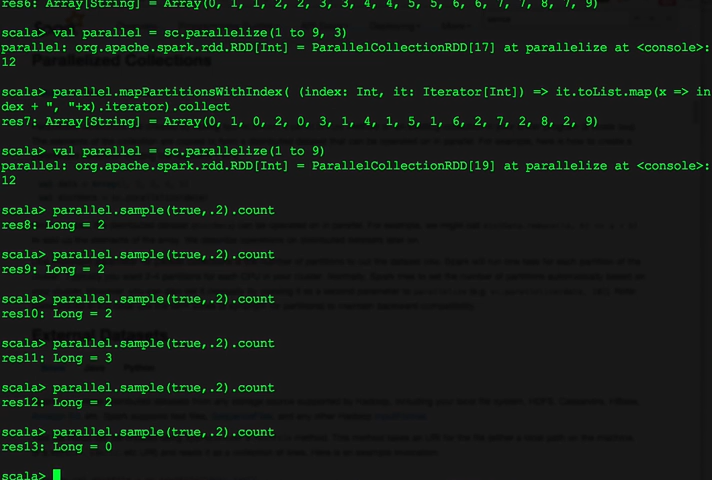 res6: Array[String] = Array(0, 1, 1, 2, 2, 3, 3, 4, 4, 5, 5, 6, 6, 7, 7, 8, 7, 9)
scala> val parallel = sc.parallelize(1 to 9, 3)
parallel: org.apache.spark.rdd.RDD[Int] = ParallelCollectionRDD[17] at parallelize at <console>:
12
Parallelized Collections
scala> parallel.mapPartitionsWithIndex( (index: Int, it: Iterator[Int]) => it.toList.map(x => in
dex + ", "+x).iterator).collect
res7: Array[String] = Array(0, 1, 0, 2, 0, 3, 1, 4, 1, 5, 1, 6, 2, 7, 2, 8, 2, 9)
scala> val parallel = sc.parallelize(1 to 9)
parallel: org.apache.spark.rdd.RDD[Int] = ParallelCollectionRDD[19] at parallelize at <console>:
12
scala> parallel.sample(true,.2).count
res8: Long = 2
scala> parallel.sample(true,.2).count
res9: Long = 2
scala> parallel.sample(true,.2).count
res10: Long = 2
External Datasets
scala> parallel.sample(true,.2).count
res11: Long = 3
scala> parallel.sample(true,.2).count
res12: Long = 2
scala> parallel.sample(true,.2).count
res13: Long = 0
scala>